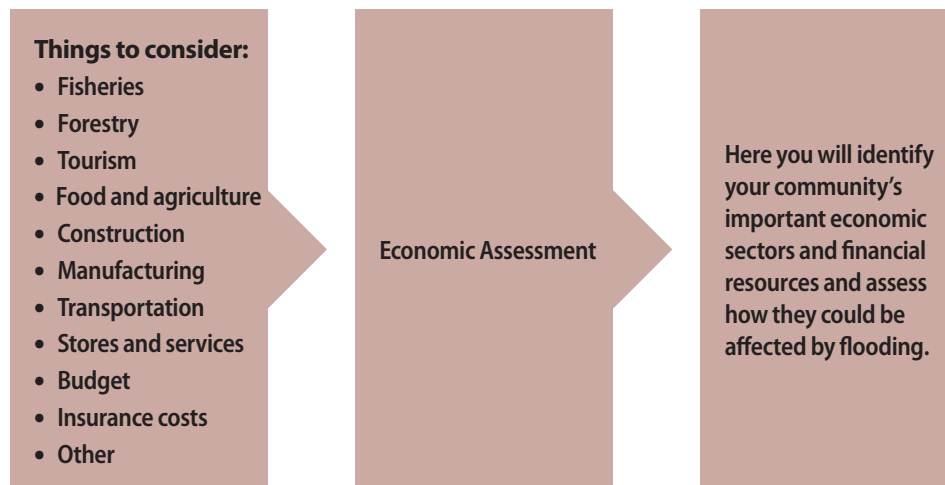 Things to consider:
• Fisheries
• Forestry
• Tourism
• Food and agriculture
• Construction
• Manufacturing
• Transportation
• Stores and services
• Budget
• Insurance costs
• Other
Economic Assessment
Here you will identify
your community’s
important economic
sectors and financial
resources and assess
how they could be
affected by flooding.